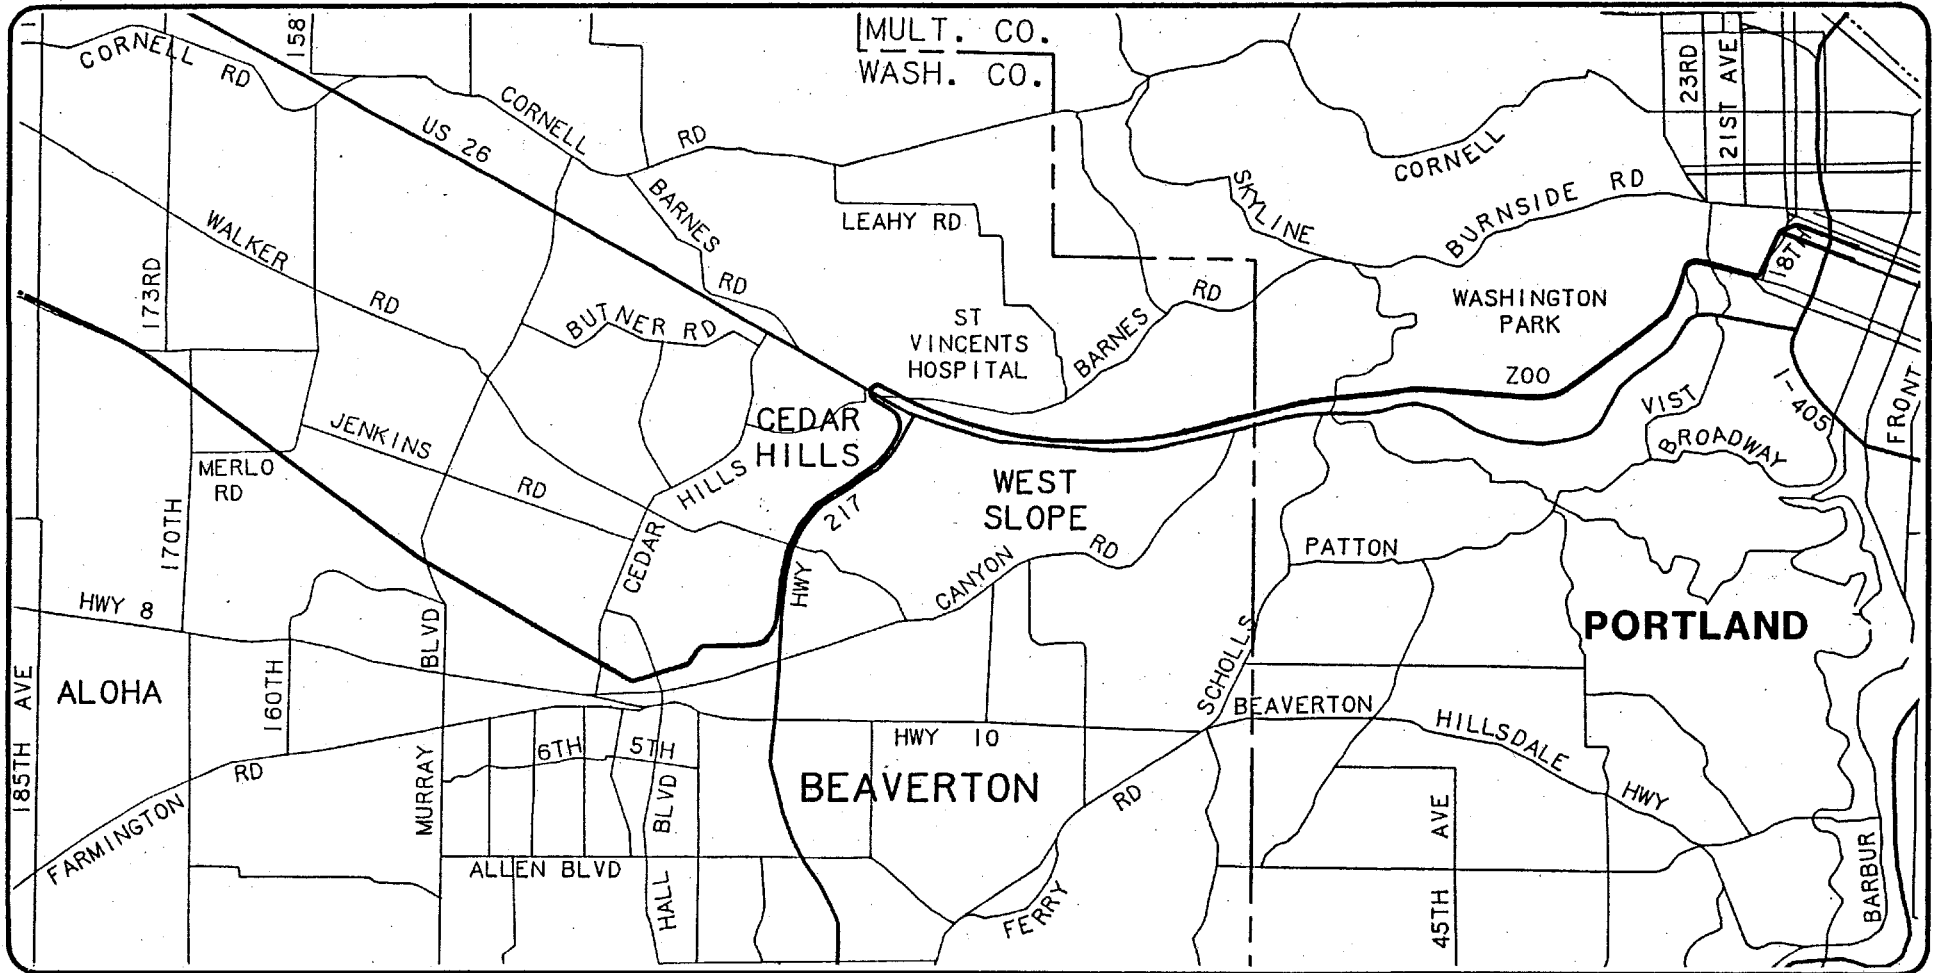 MULT. CO.
WASH. CO.
CORNELL RD
158
US 26
CORNELL RD
23RD
21ST AVE
CORNELL
SKYLINE
BURNSIDE RD
BARNES RD
LEAHY RD
WALKER RD
173RD
BUTNER RD
18TH
WASHINGTON
PARK
ST
VINCENTS
HOSPITAL
BARNES RD
ZOO
I-405
FRONT
VIST
BROADWAY
CEDAR
HILLS
JENKINS RD
MERLO
RD
CEDAR HILLS
HWY 217
WEST
SLOPE
170TH
CANYON RD
PATTON
HWY 8
PORTLAND
185TH AVE
ALOHA
160TH
MURRAY BLVD
SCHOLLS FERRY RD
BEAVERTON HILLSDALE HWY
HWY 10
6TH
5TH
BEAVERTON
FARMINGTON RD
ALLEN BLVD
HALL BLVD
45TH AVE
BARBUR